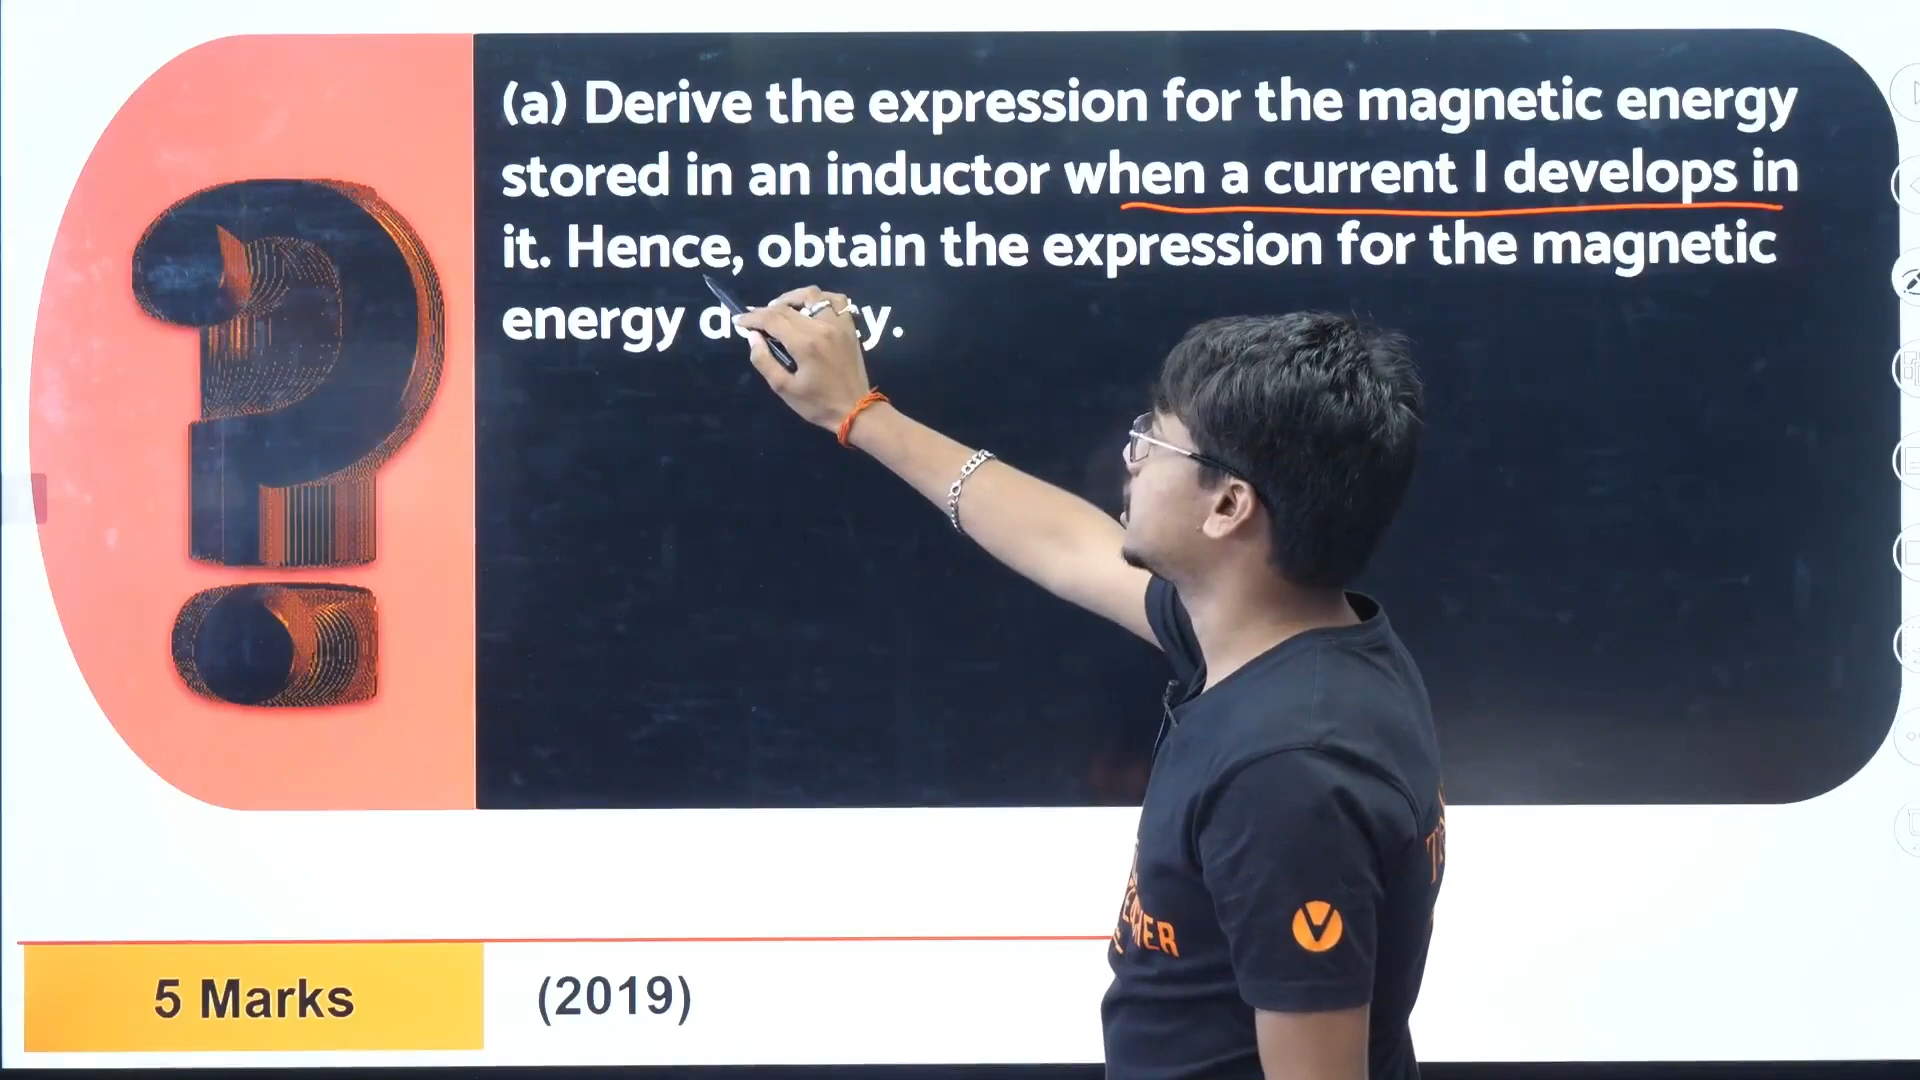 (a) Derive the expression for the magnetic energy
stored in an inductor when a current I develops in
it. Hence, obtain the expression for the magnetic
energy
5 Marks
(2019)